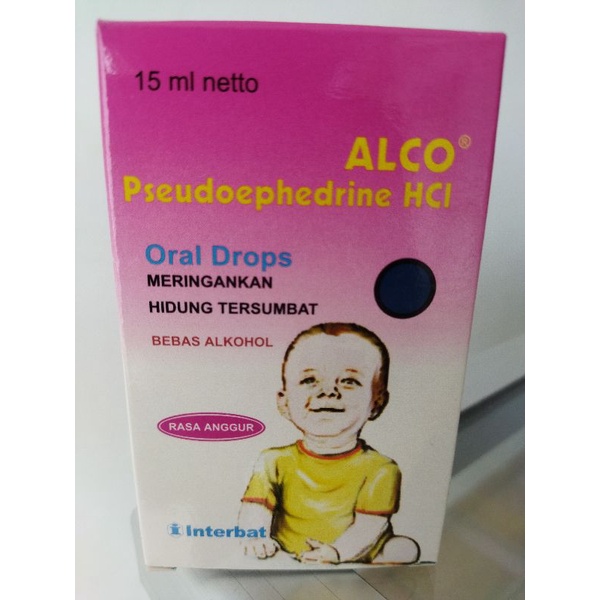 15 ml netto
ALCO®
Pseudoephedrine HCl
Oral Drops
MERINGANKAN
HIDUNG TERSUMBAT
BEBAS ALKOHOL
RASA ANGGUR
Interbat